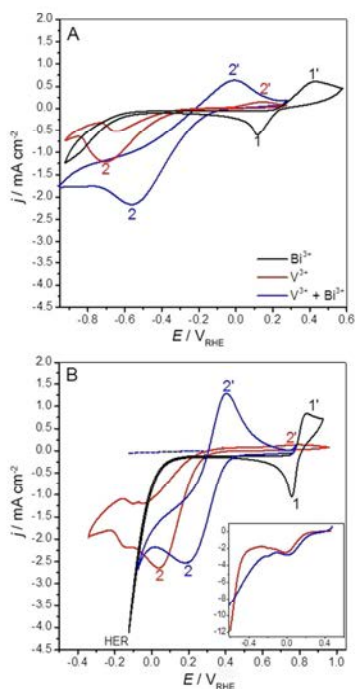 A
2.0
1.5
1.0
0.5
0.0
-0.5
-1.0
-1.5
-2.0
-2.5
-3.0
-3.5
-4.0
-4.5
j / mA cm⁻²
2' 2' 1'
2 2 1
Bi³⁺
V³⁺
V³⁺ + Bi³⁺
-0.8 -0.6 -0.4 -0.2 0.0 0.2 0.4 0.6
E / V_RHE
B
2.0
1.5
1.0
0.5
0.0
-0.5
-1.0
-1.5
-2.0
-2.5
-3.0
-3.5
-4.0
-4.5
j / mA cm⁻²
2' 2' 1'
2 2 1
HER
0
-2
-4
-6
-8
-10
-12
-0.4 0.0 0.4
-0.2 0.0 0.2 0.4 0.6 0.8 1.0
E / V_RHE